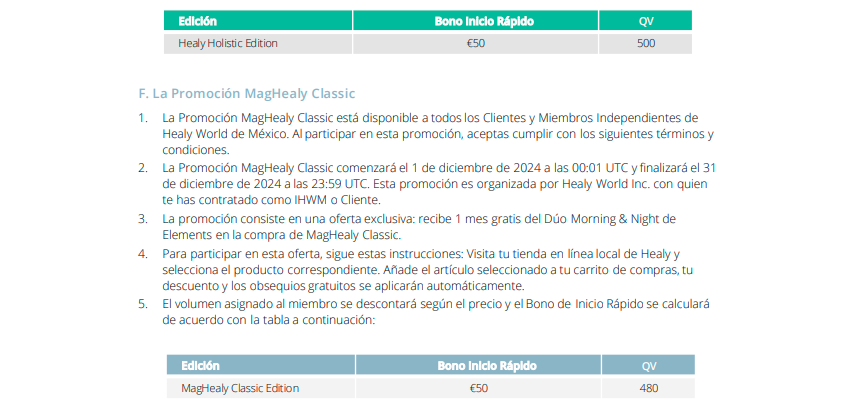 Edición Bono Inicio Rápido QV
Healy Holistic Edition €50 500
F. La Promoción MagHealy Classic
1. La Promoción MagHealy Classic está disponible a todos los Clientes y Miembros Independientes de
Healy World de México. Al participar en esta promoción, aceptas cumplir con los siguientes términos y
condiciones.
2. La Promoción MagHealy Classic comenzará el 1 de diciembre de 2024 a las 00:01 UTC y finalizará el 31
de diciembre de 2024 a las 23:59 UTC. Esta promoción es organizada por Healy World Inc. con quien
te has contratado como IHWM o Cliente.
3. La promoción consiste en una oferta exclusiva: recibe 1 mes gratis del Dúo Morning & Night de
Elements en la compra de MagHealy Classic.
4. Para participar en esta oferta, sigue estas instrucciones: Visita tu tienda en línea local de Healy y
selecciona el producto correspondiente. Añade el artículo seleccionado a tu carrito de compras, tu
descuento y los obsequios gratuitos se aplicarán automáticamente.
5. El volumen asignado al miembro se descontará según el precio y el Bono de Inicio Rápido se calculará
de acuerdo con la tabla a continuación:
Edición Bono Inicio Rápido QV
MagHealy Classic Edition €50 480